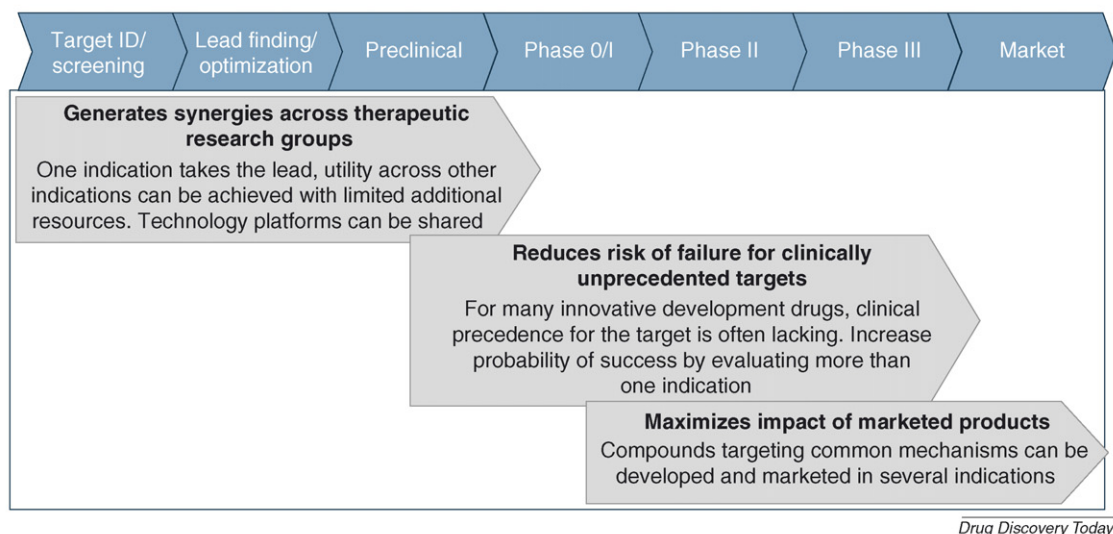 Target ID/
screening
Lead finding/
optimization
Preclinical
Phase 0/I
Phase II
Phase III
Market
Generates synergies across therapeutic
research groups
One indication takes the lead, utility across other
indications can be achieved with limited additional
resources. Technology platforms can be shared
Reduces risk of failure for clinically
unprecedented targets
For many innovative development drugs, clinical
precedence for the target is often lacking. Increase
probability of success by evaluating more than
one indication
Maximizes impact of marketed products
Compounds targeting common mechanisms can be
developed and marketed in several indications
Drug Discovery Today